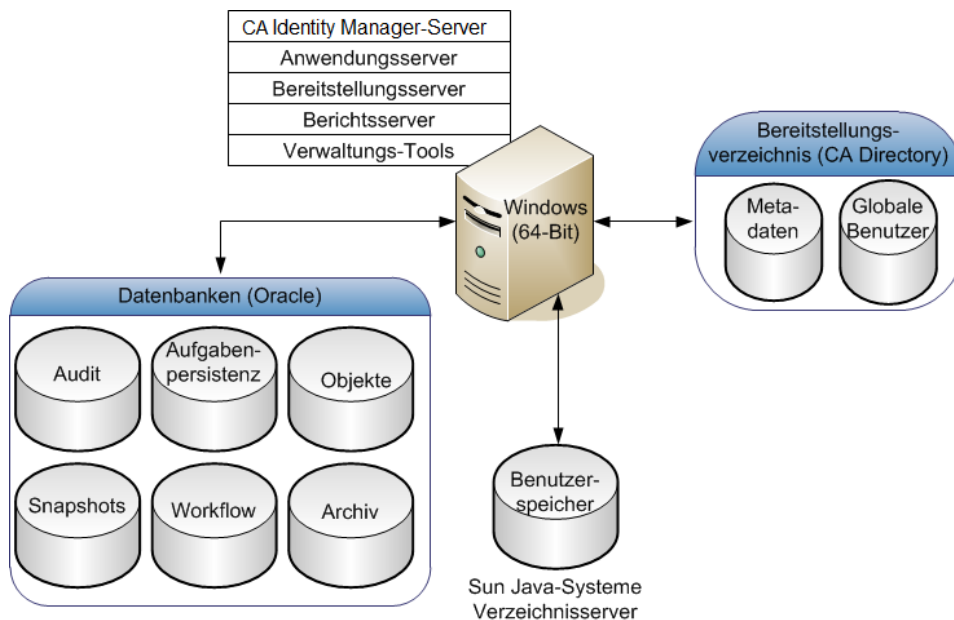 CA Identity Manager-Server
Anwendungsserver
Bereitstellungsserver
Berichtsserver
Verwaltungs-Tools
Windows
(64-Bit)
Bereitstellungs-
verzeichnis (CA Directory)
Meta-
daten
Globale
Benutzer
Datenbanken (Oracle)
Audit
Aufgaben-
persistenz
Objekte
Snapshots
Workflow
Archiv
Benutzer-
speicher
Sun Java-Systeme
Verzeichnisserver